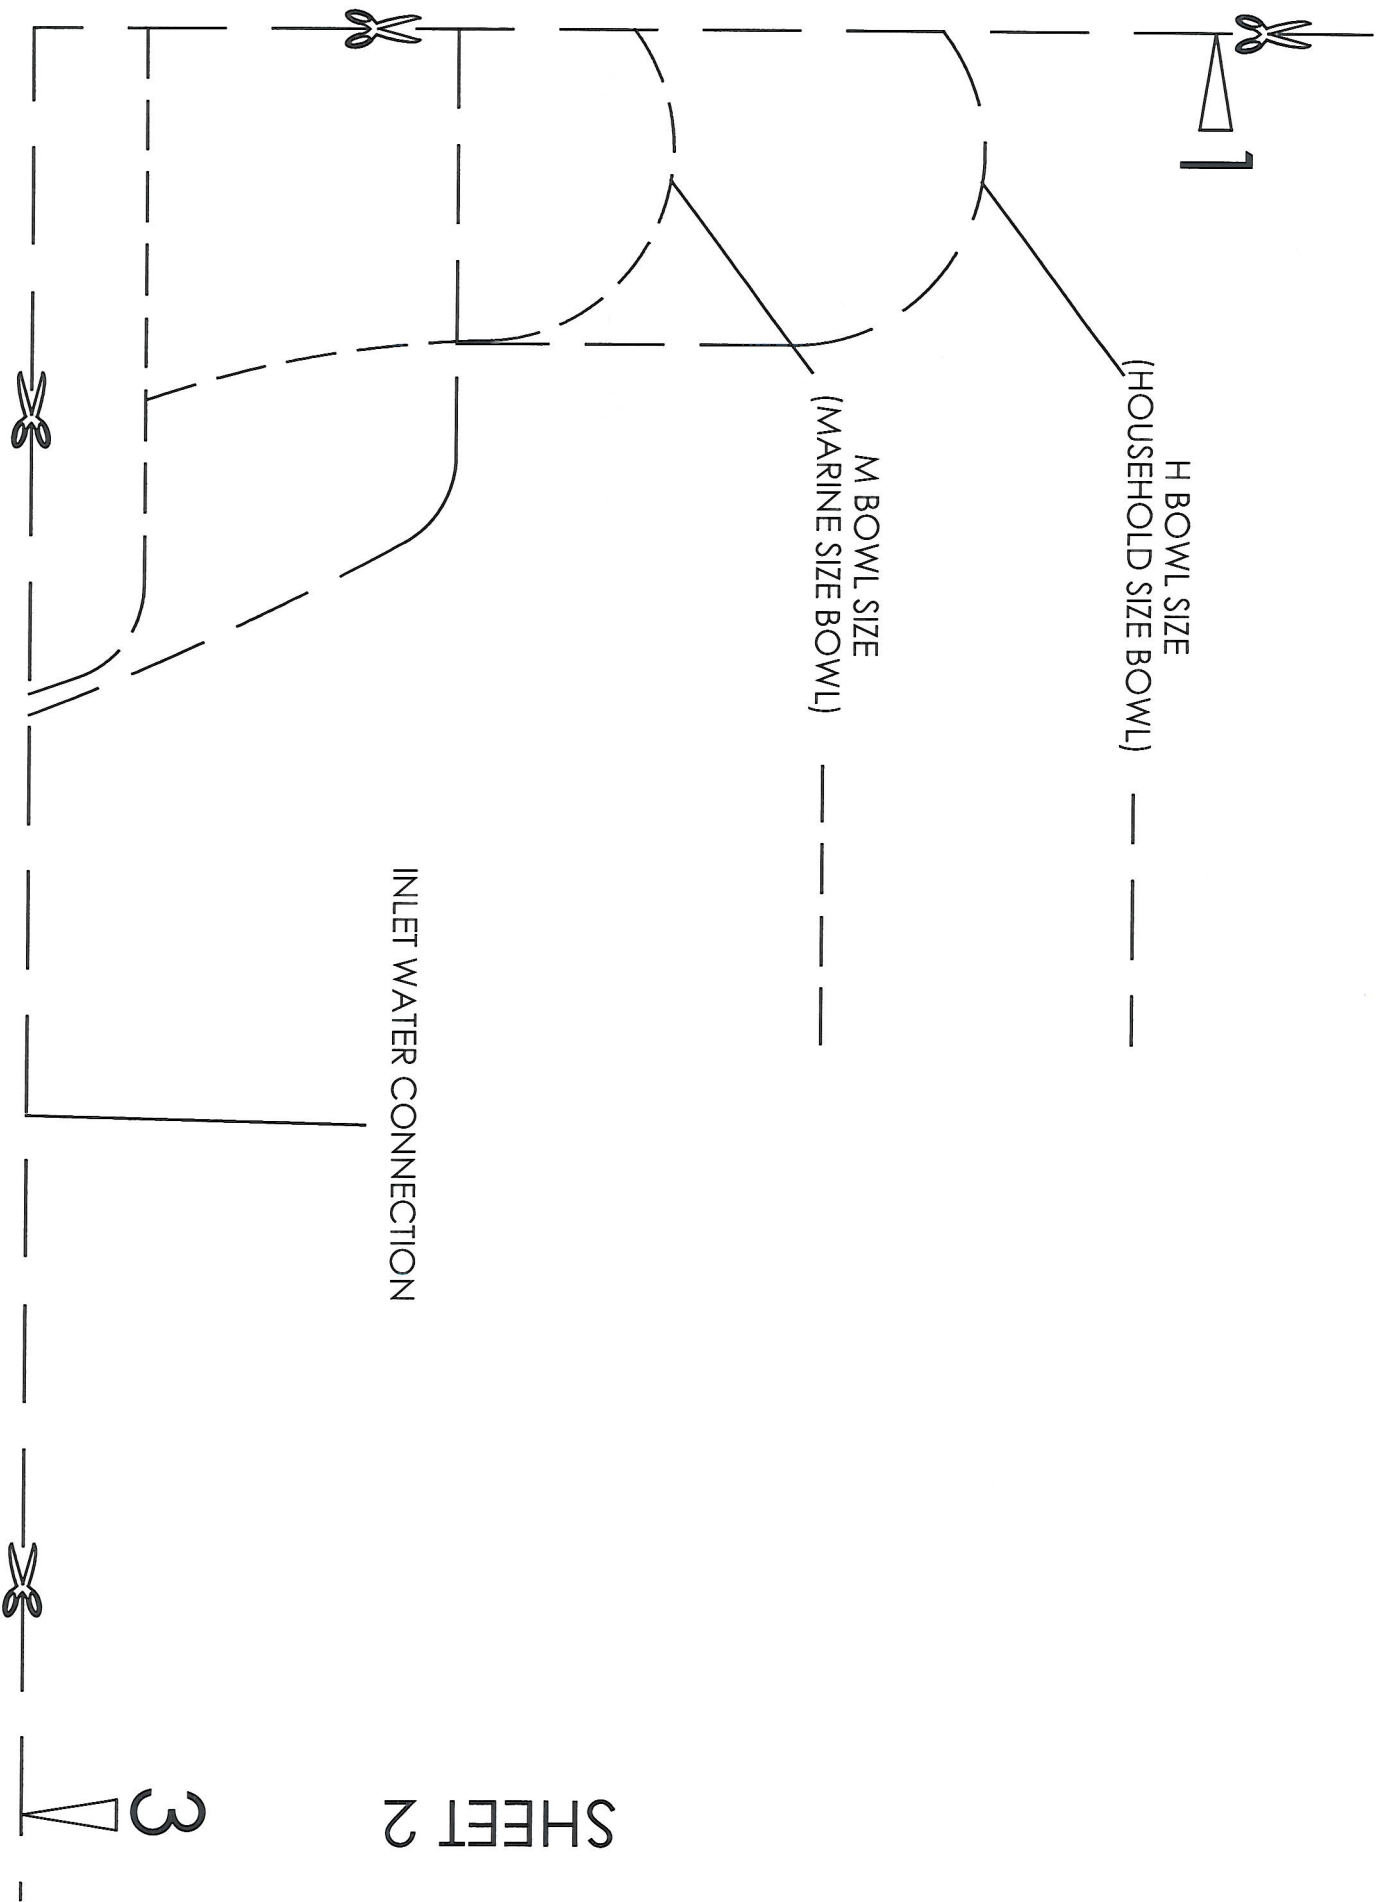 1
H BOWL SIZE
(HOUSEHOLD SIZE BOWL)
M BOWL SIZE
(MARINE SIZE BOWL)
INLET WATER CONNECTION
3
SHEET 2